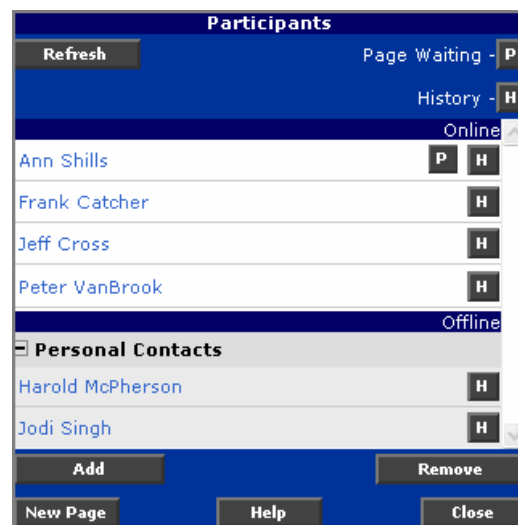 Participants
Refresh Page Waiting - P
History - H
Online
Ann Shills P H
Frank Catcher H
Jeff Cross H
Peter VanBrook H
Offline
Personal Contacts
Harold McPherson H
Jodi Singh H
Add Remove
New Page Help Close